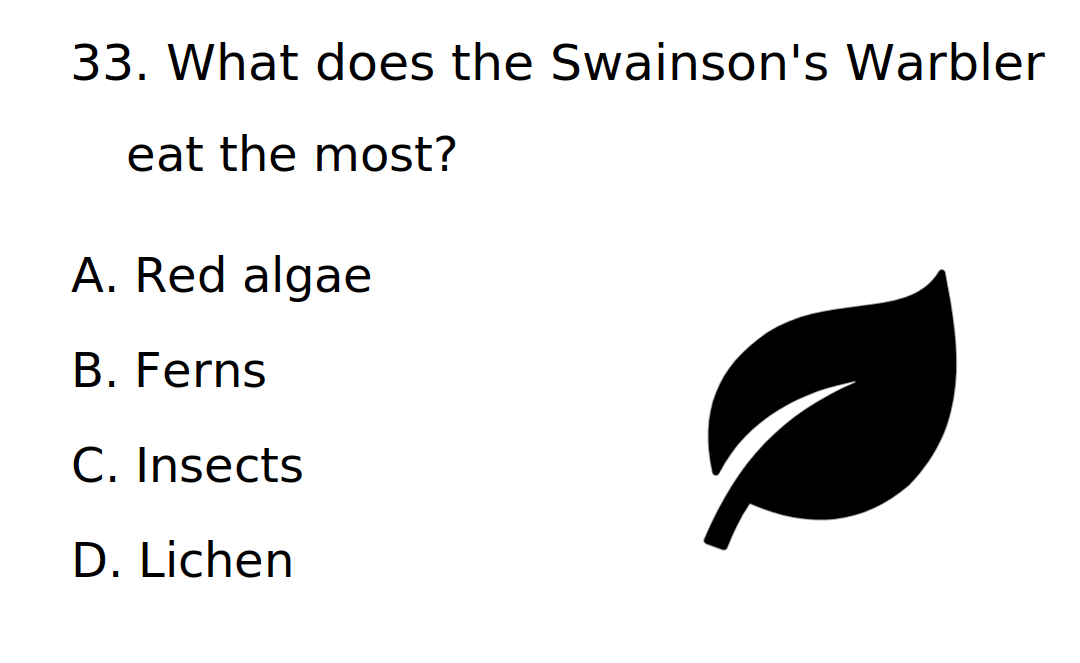 33. What does the Swainson's Warbler
eat the most?
A. Red algae
B. Ferns
C. Insects
D. Lichen